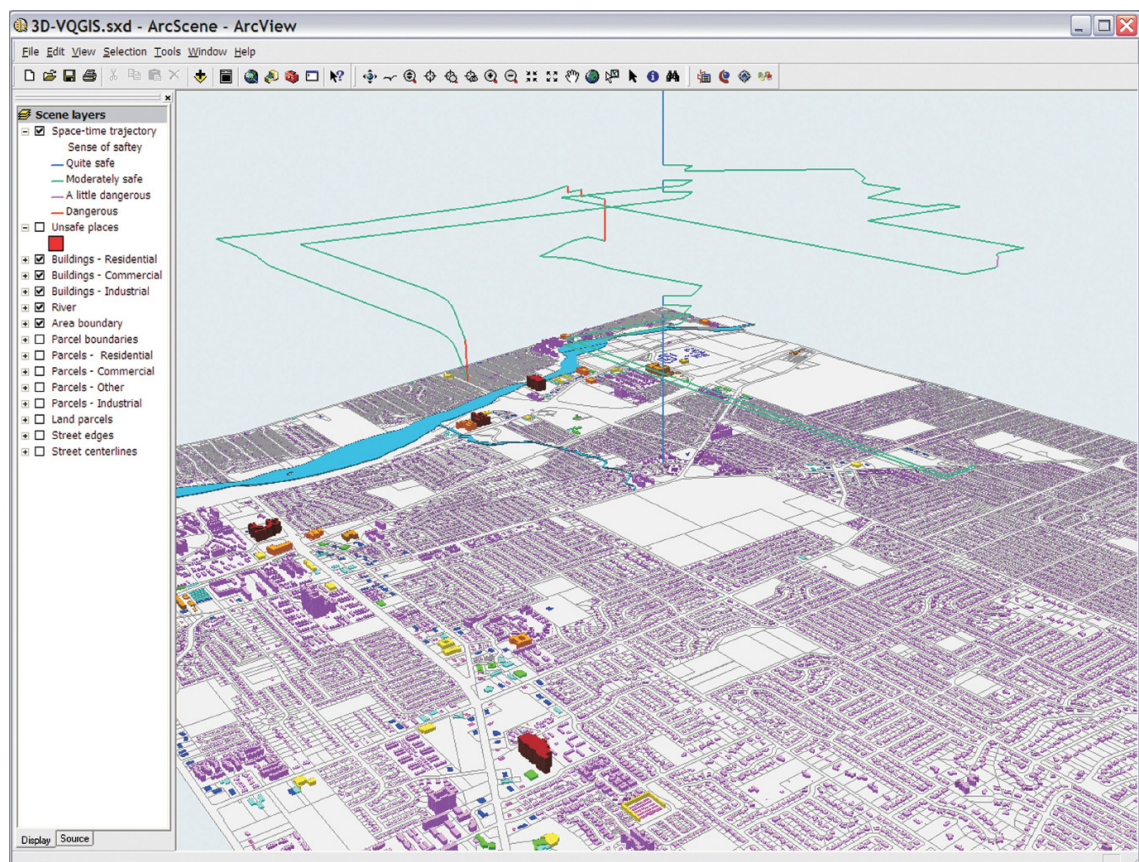 3D-VQGIS.sxd - ArcScene - ArcView
File Edit View Selection Tools Window Help
Scene layers
Space-time trajectory
Sense of saftey
Quite safe
Moderately safe
A little dangerous
Dangerous
Unsafe places
Buildings - Residential
Buildings - Commercial
Buildings - Industrial
River
Area boundary
Parcel boundaries
Parcels - Residential
Parcels - Commercial
Parcels - Other
Parcels - Industrial
Land parcels
Street edges
Street centerlines
Display Source